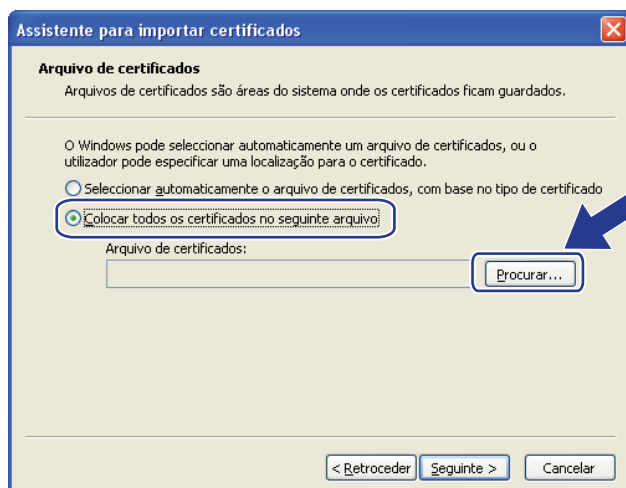 Assistente para importar certificados
Arquivo de certificados
Arquivos de certificados são áreas do sistema onde os certificados ficam guardados.
O Windows pode seleccionar automaticamente um arquivo de certificados, ou o
utilizador pode especificar uma localização para o certificado.
Seleccionar automaticamente o arquivo de certificados, com base no tipo de certificado
Colocar todos os certificados no seguinte arquivo
Arquivo de certificados:
Procurar...
< Retroceder
Seguinte >
Cancelar